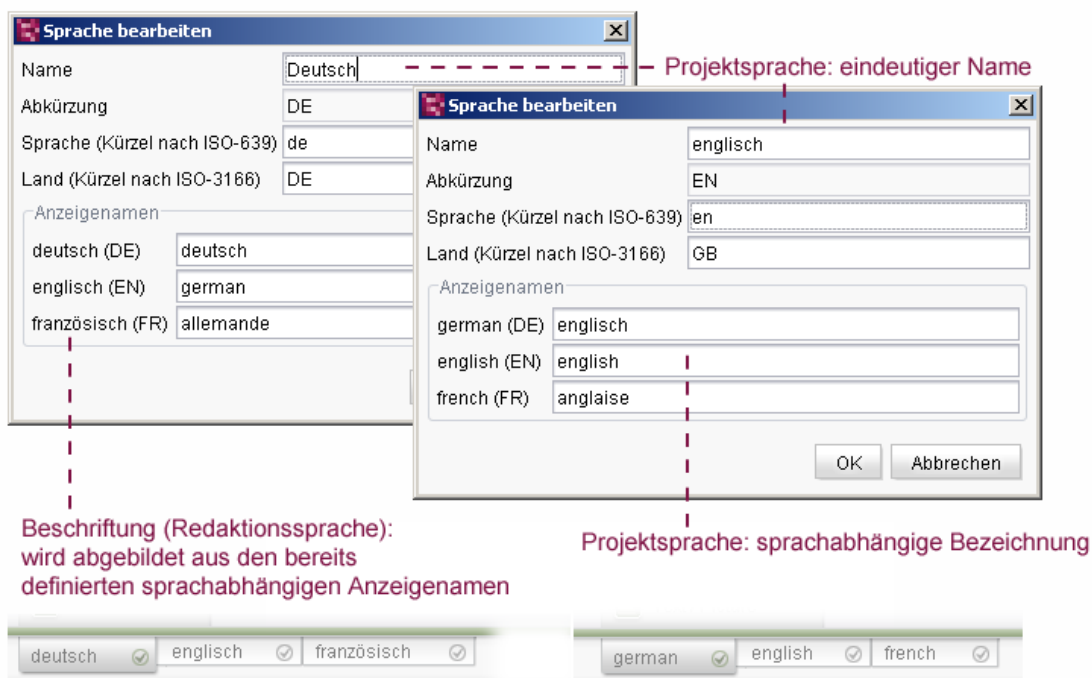 Sprache bearbeiten
Name Deutsch
Projektsprache: eindeutiger Name
Abkürzung DE
Sprache (Kürzel nach ISO-639) de
Land (Kürzel nach ISO-3166) DE
Anzeigenamen
deutsch (DE) deutsch
englisch (EN) german
französisch (FR) allemande
Sprache bearbeiten
Name englisch
Abkürzung EN
Sprache (Kürzel nach ISO-639) en
Land (Kürzel nach ISO-3166) GB
Anzeigenamen
german (DE) englisch
english (EN) english
french (FR) anglaise
OK Abbrechen
Beschriftung (Redaktionssprache):
wird abgebildet aus den bereits
definierten sprachabhängigen Anzeigenamen
Projektsprache: sprachabhängige Bezeichnung
deutsch englisch französisch
german english french